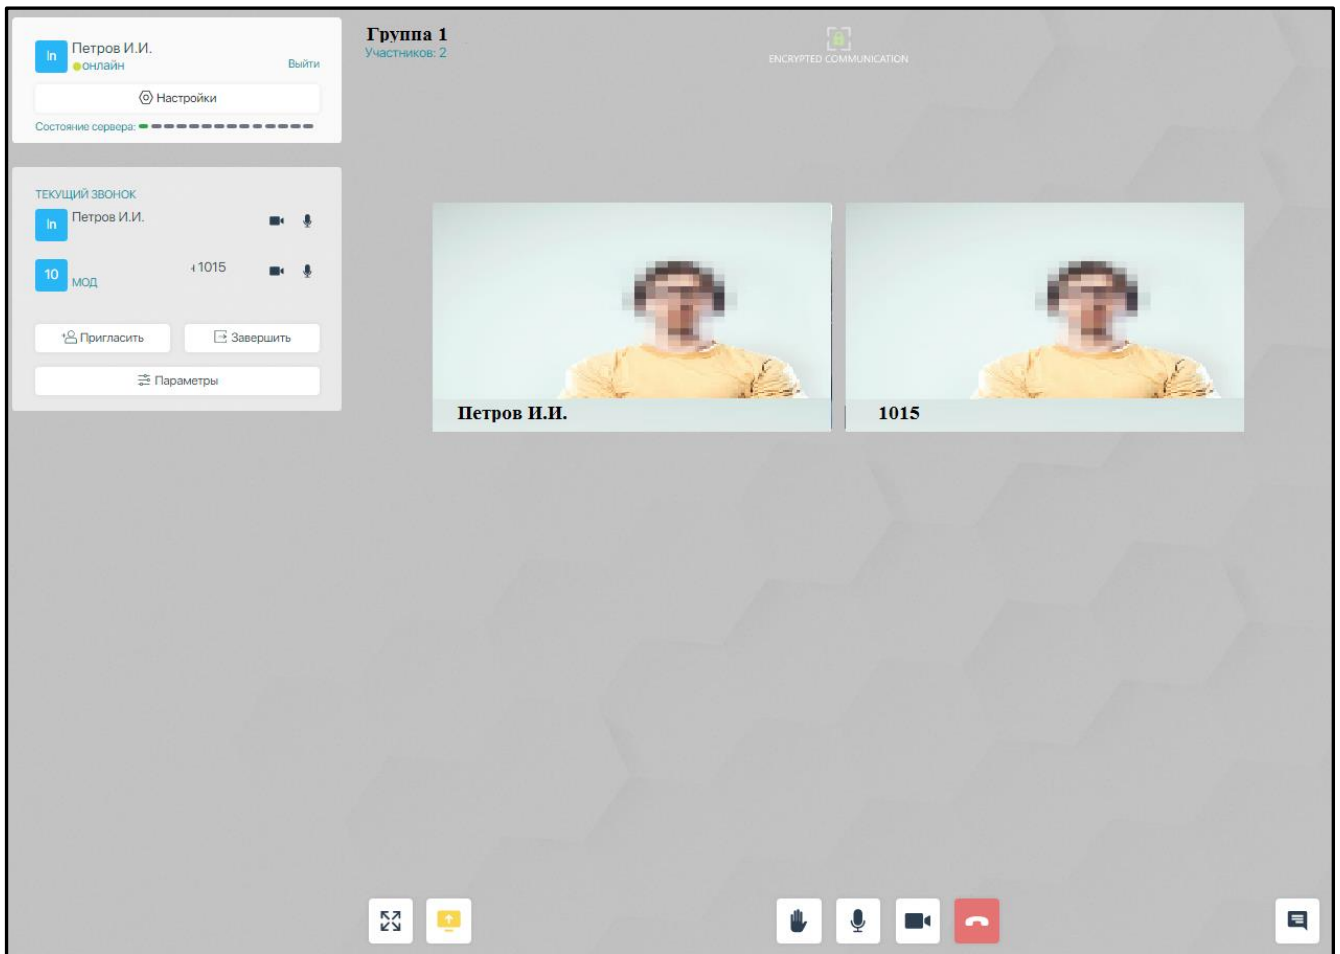 In Петров И.И.
онлайн
Выйти
Настройки
Состояние сервера:
ТЕКУЩИЙ ЗВОНОК
In Петров И.И.
10 1015
МОД
Пригласить
Завершить
Параметры
Группа 1
Участников: 2
ENCRYPTED COMMUNICATION
Петров И.И.
1015